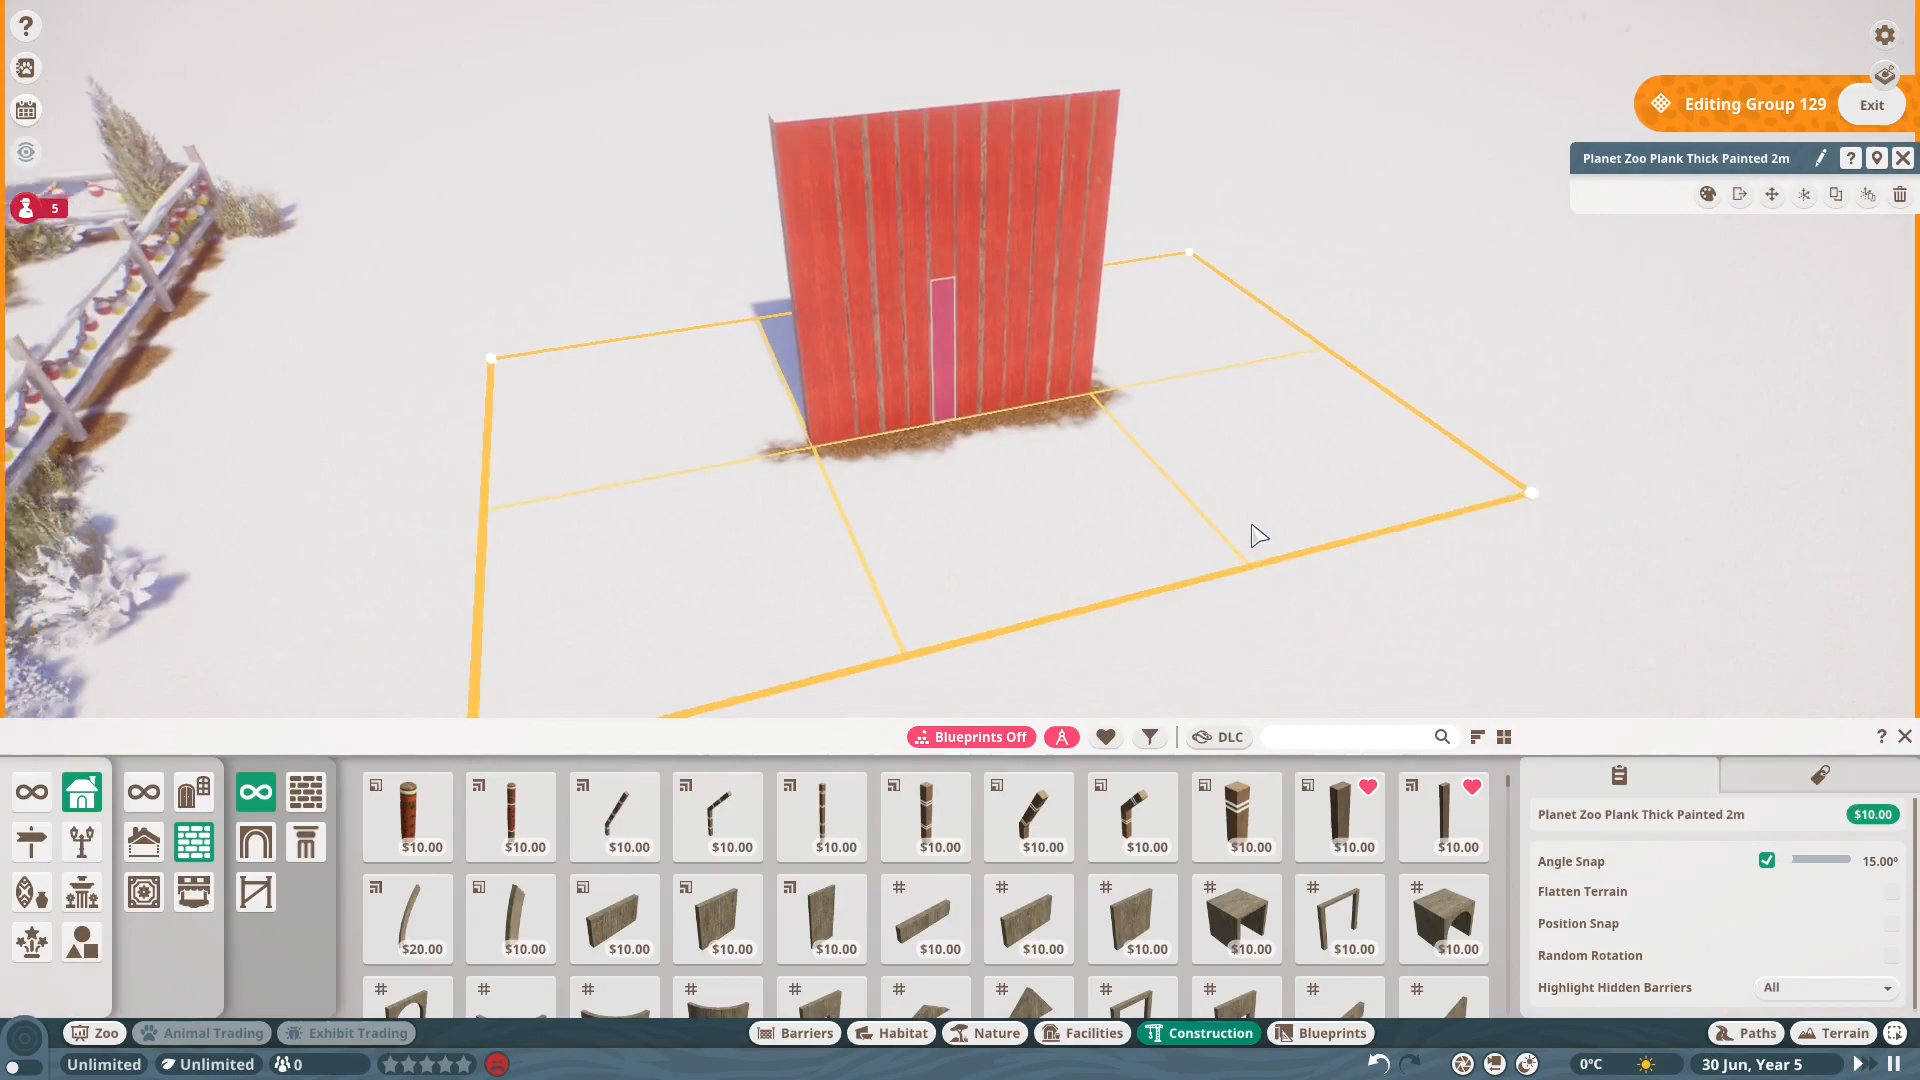 ?
5
Editing Group 129
Exit
Planet Zoo Plank Thick Painted 2m
?
Blueprints Off
DLC
?
$10.00 $10.00 $10.00 $10.00 $10.00 $10.00 $10.00 $10.00 $10.00 $10.00 $10.00
$20.00 $10.00 $10.00 $10.00 $10.00 $10.00 $10.00 $10.00 $10.00 $10.00 $10.00
Planet Zoo Plank Thick Painted 2m
$10.00
Angle Snap
15.00°
Flatten Terrain
Position Snap
Random Rotation
Highlight Hidden Barriers
All
Zoo
Animal Trading
Exhibit Trading
Barriers
Habitat
Nature
Facilities
Construction
Blueprints
Paths
Terrain
Unlimited
Unlimited
0
0°C
30 Jun, Year 5